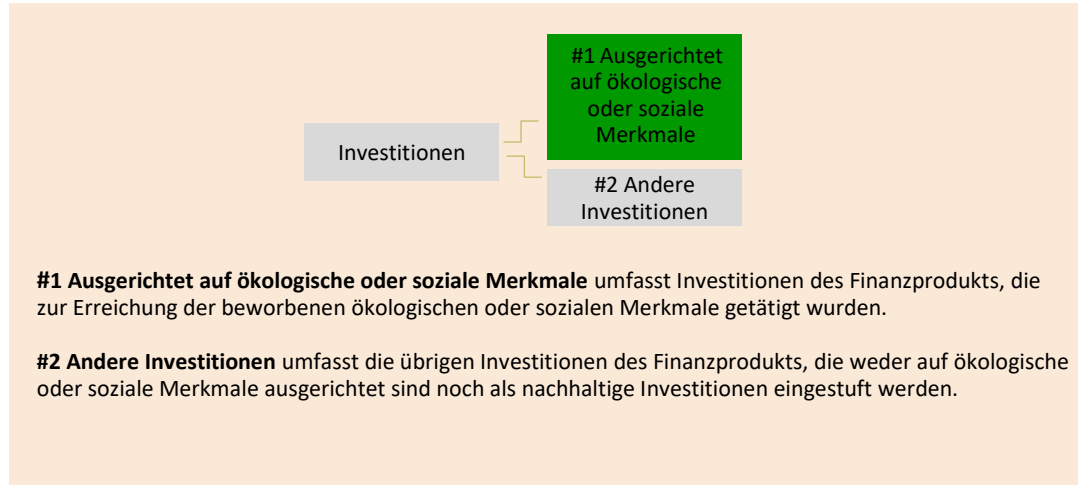 #1 Ausgerichtet
auf ökologische
oder soziale
Merkmale
Investitionen
#2 Andere
Investitionen
#1 Ausgerichtet auf ökologische oder soziale Merkmale umfasst Investitionen des Finanzprodukts, die
zur Erreichung der beworbenen ökologischen oder sozialen Merkmale getätigt wurden.
#2 Andere Investitionen umfasst die übrigen Investitionen des Finanzprodukts, die weder auf ökologische
oder soziale Merkmale ausgerichtet sind noch als nachhaltige Investitionen eingestuft werden.